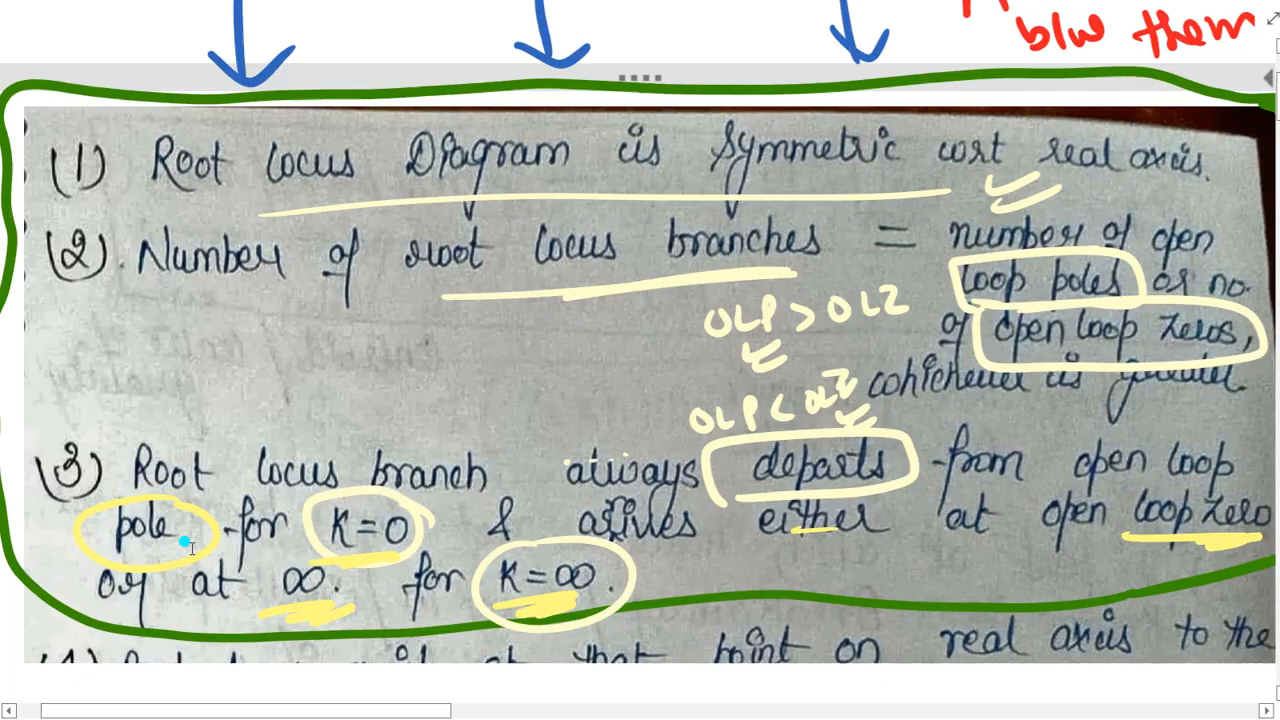 b/w them
(1) Root locus Diagram is Symmetric wrt real axis.
(2). Number of root locus branches = number of open
loop poles or no.
OLP > OLZ
of open loop zeros,
whichever is greater
OLP < OLZ
(3) Root locus branch always departs from open loop
pole for K=0 & arrives either at open loop zero
or at ∞. for K=∞.
that point on real axis to the